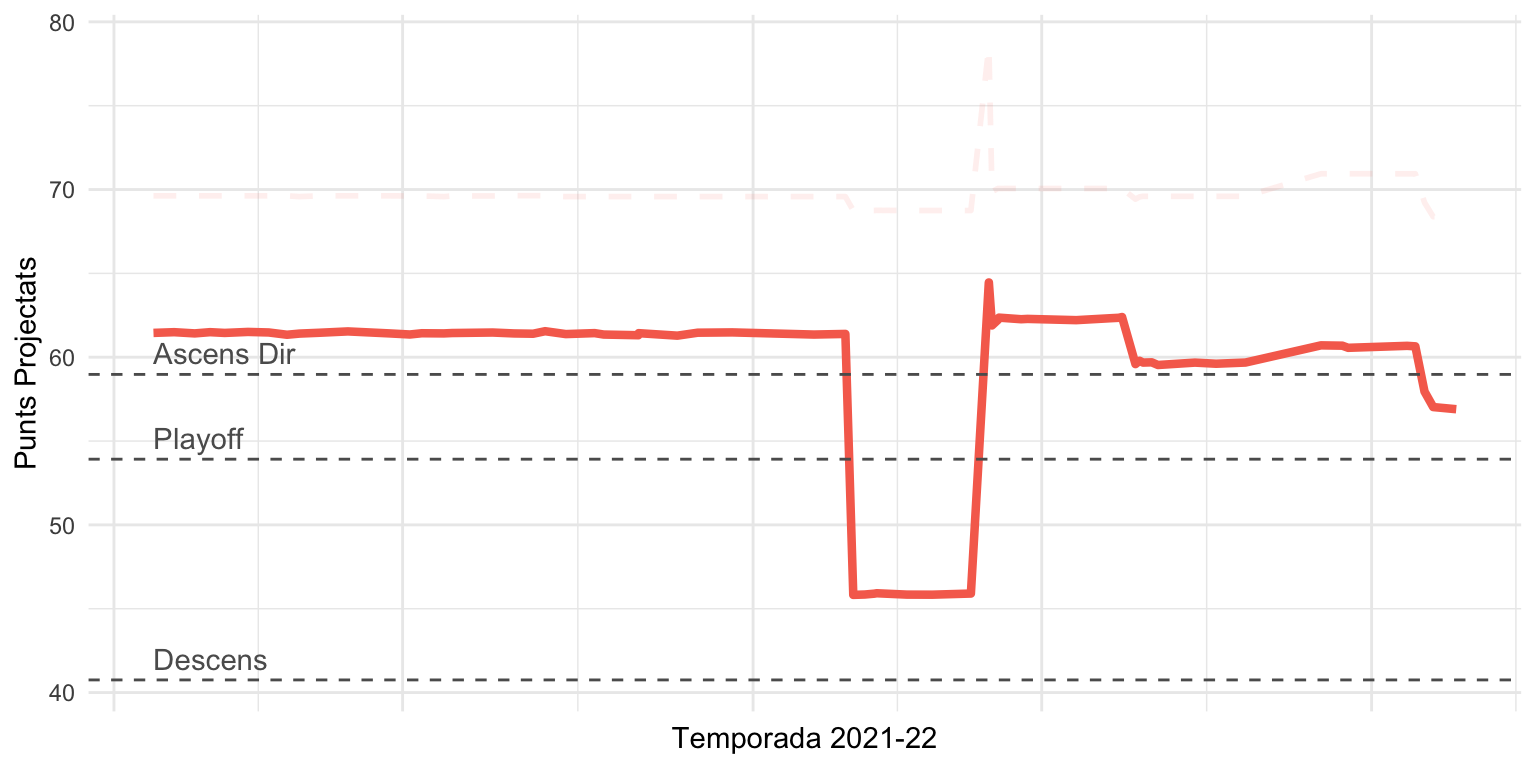 80
70
60
50
40
Punts Projectats
Ascens Dir
Playoff
Descens
Temporada 2021-22